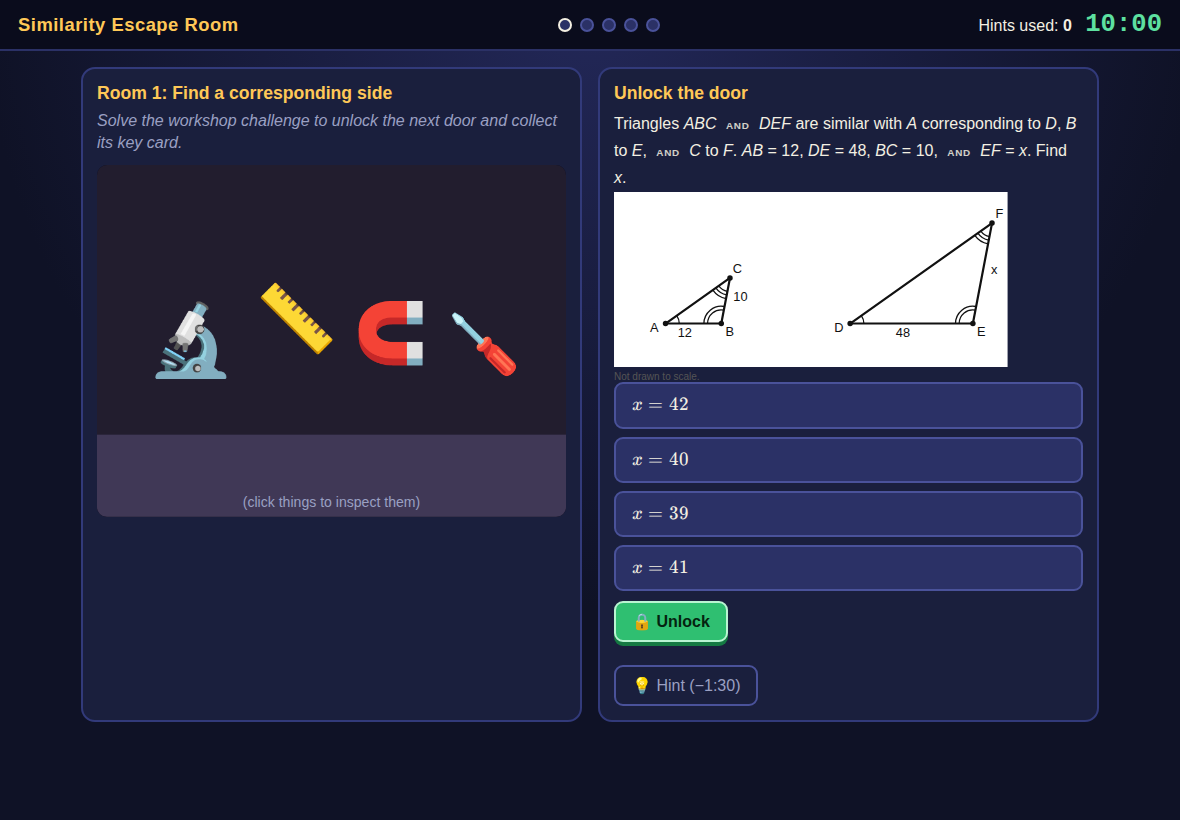 Similarity Escape Room
Hints used: 0 10:00
Room 1: Find a corresponding side
Solve the workshop challenge to unlock the next door and collect
its key card.
(click things to inspect them)
Unlock the door
Triangles ABC AND DEF are similar with A corresponding to D, B
to E, AND C to F. AB = 12, DE = 48, BC = 10, AND EF = x. Find
x.
F
C
x
10
A
B
D
E
12
48
Not drawn to scale.
x = 42
x = 40
x = 39
x = 41
🔒 Unlock
💡 Hint (−1:30)